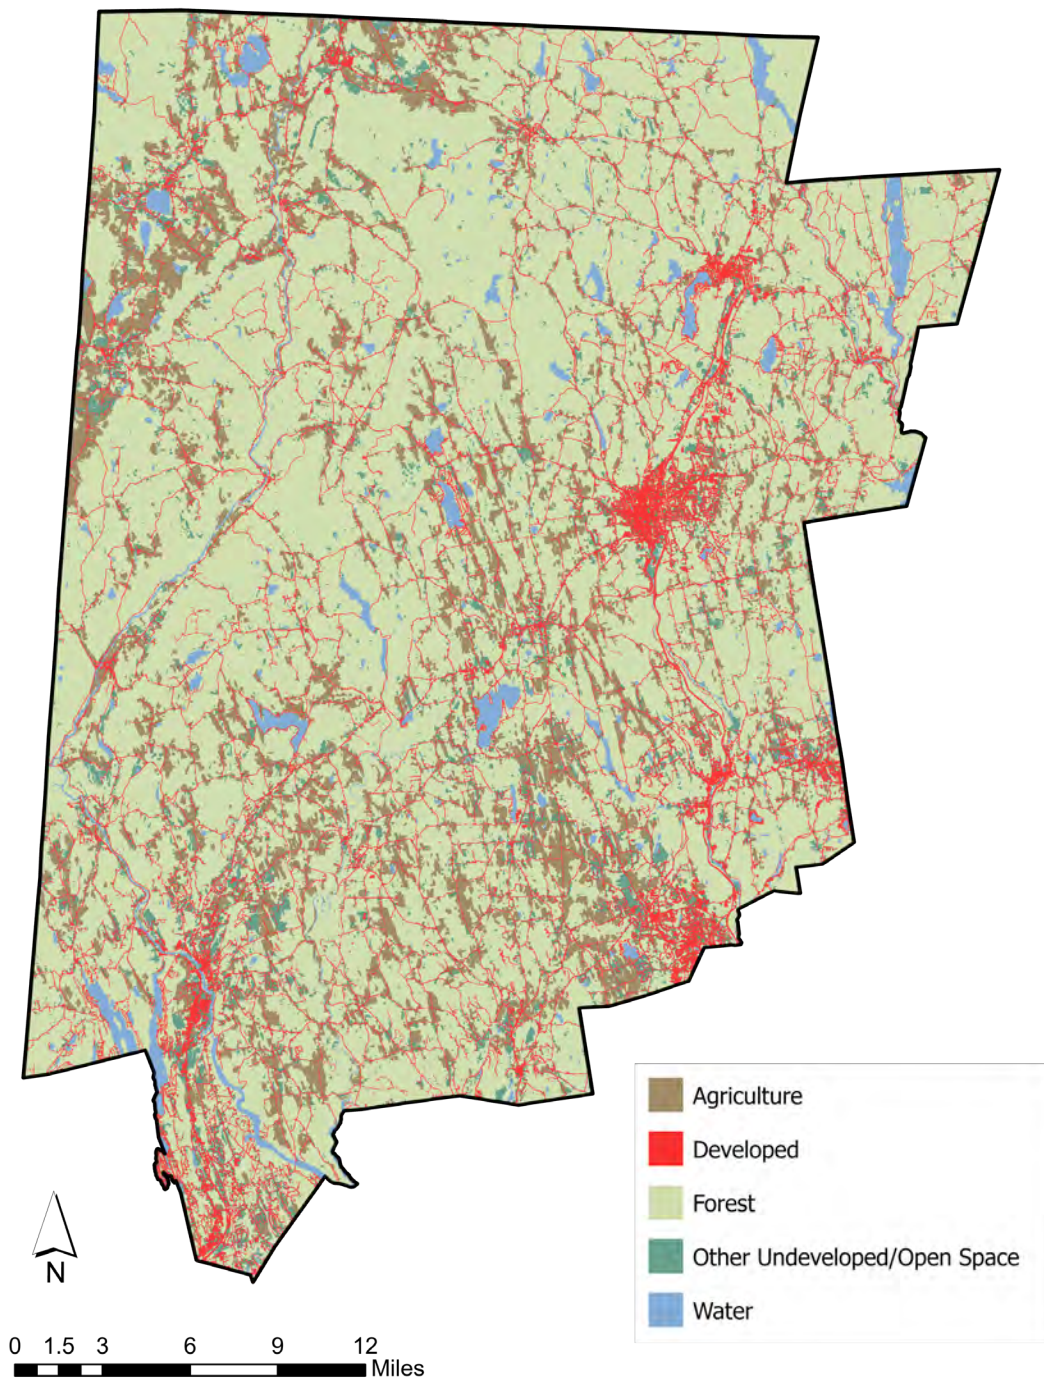 Agriculture
Developed
Forest
Other Undeveloped/Open Space
Water
N
0 1.5 3 6 9 12
Miles